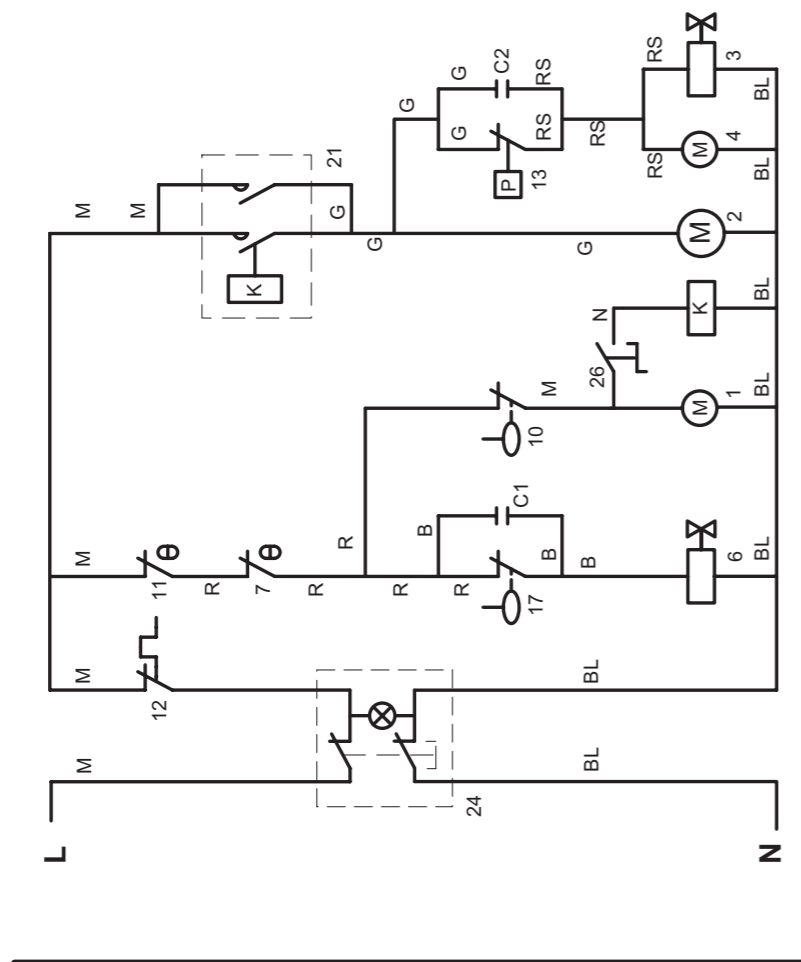 L
M M M M
M
12 11
R
7 K
R
R G 21
G
R G
B
R G G
24
P C2
C1
17 10 13
B M RS RS
BL BL B G RS
26 N
RS RS
M K M M
6 1 2 4 3
BL BL BL BL BL
N